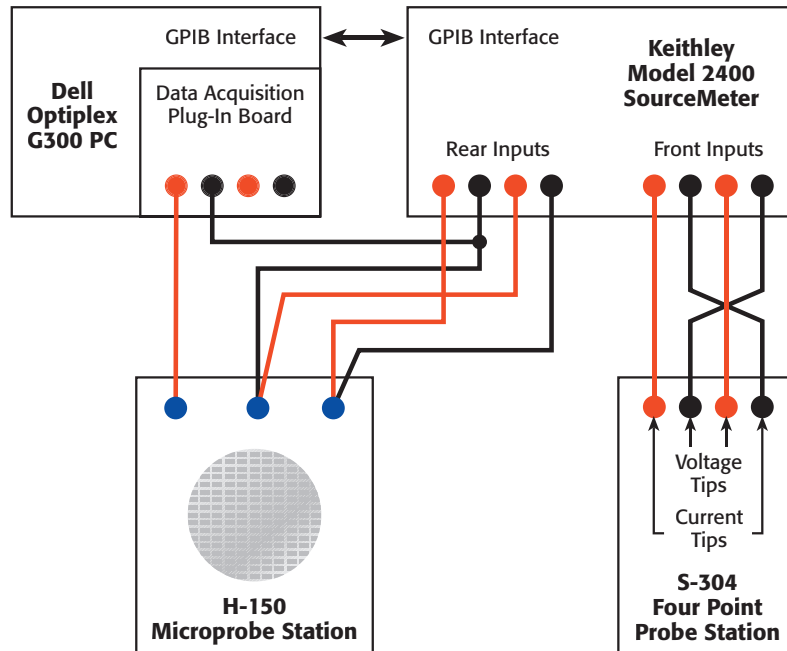 GPIB Interface
Dell
Optiplex
G300 PC
Data Acquisition
Plug-In Board
GPIB Interface
Keithley
Model 2400
SourceMeter
Rear Inputs
Front Inputs
H-150
Microprobe Station
Voltage
Tips
Current
Tips
S-304
Four Point
Probe Station